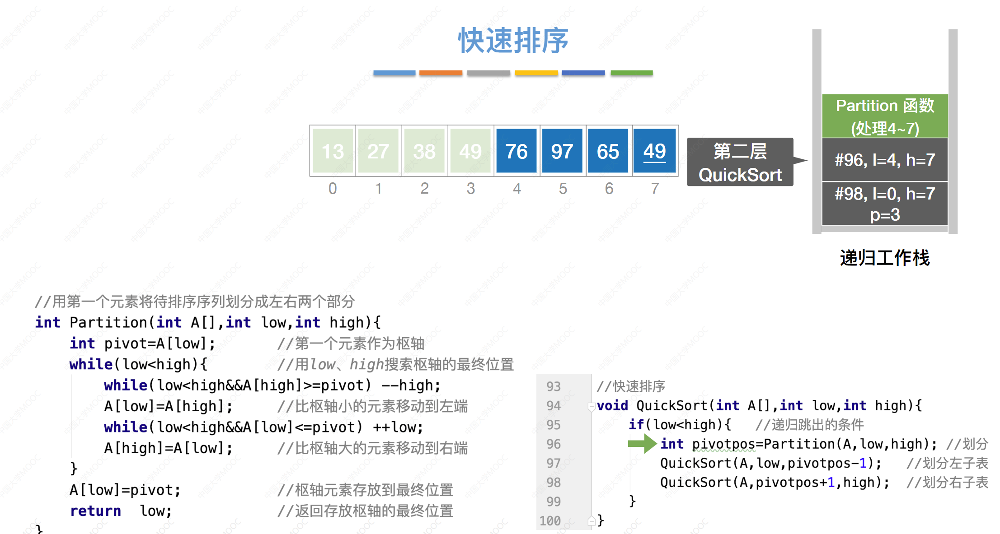 快速排序
13 27 38 49 76 97 65 49
0 1 2 3 4 5 6 7
第二层
QuickSort
Partition 函数
(处理4~7)
#96, l=4, h=7
#98, l=0, h=7
p=3
递归工作栈
//用第一个元素将待排序序列划分成左右两个部分
int Partition(int A[],int low,int high){
int pivot=A[low]; //第一个元素作为枢轴
while(low<high){ //用low、high搜索枢轴的最终位置
while(low<high&&A[high]>=pivot) --high;
A[low]=A[high]; //比枢轴小的元素移动到左端
while(low<high&&A[low]<=pivot) ++low;
A[high]=A[low]; //比枢轴大的元素移动到右端
}
A[low]=pivot; //枢轴元素存放到最终位置
return low; //返回存放枢轴的最终位置
}
93 //快速排序
94 void QuickSort(int A[],int low,int high){
95 if(low<high){ //递归跳出的条件
96 int pivotpos=Partition(A,low,high); //划分
97 QuickSort(A,low,pivotpos-1); //划分左子表
98 QuickSort(A,pivotpos+1,high); //划分右子表
99 }
100 }
中国大学MOOC